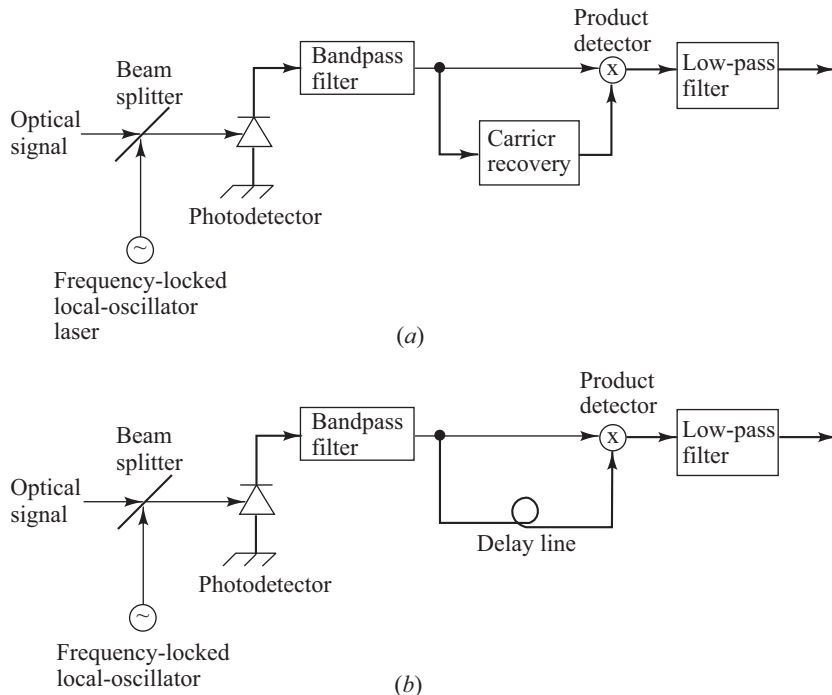 Product
detector
Bandpass
filter
Low-pass
filter
Beam
splitter
x
Optical
signal
Carricr
recovery
Photodetector
~
Frequency-locked
local-oscillator
laser
(a)
Product
detector
Bandpass
filter
Low-pass
filter
Beam
splitter
x
Optical
signal
Delay line
Photodetector
~
Frequency-locked
local-oscillator
(b)